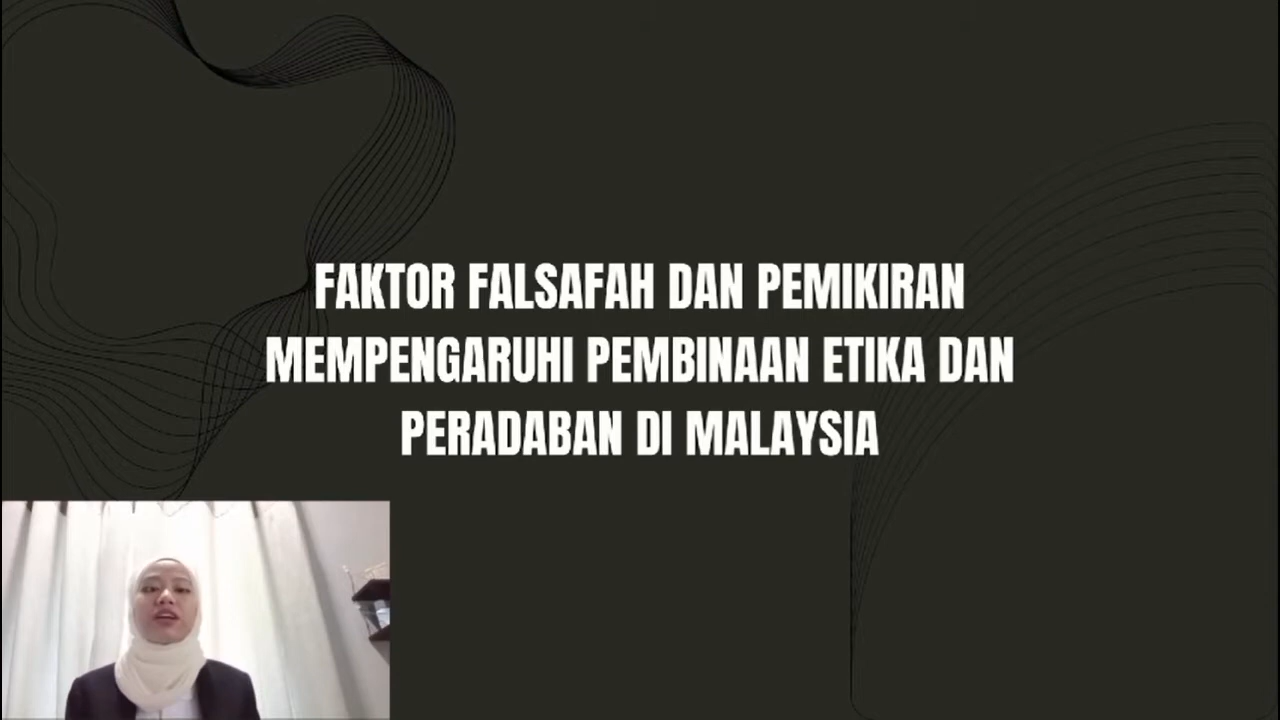 FAKTOR FALSAFAH DAN PEMIKIRAN
MEMPENGARUHI PEMBINAAN ETIKA DAN
PERADABAN DI MALAYSIA